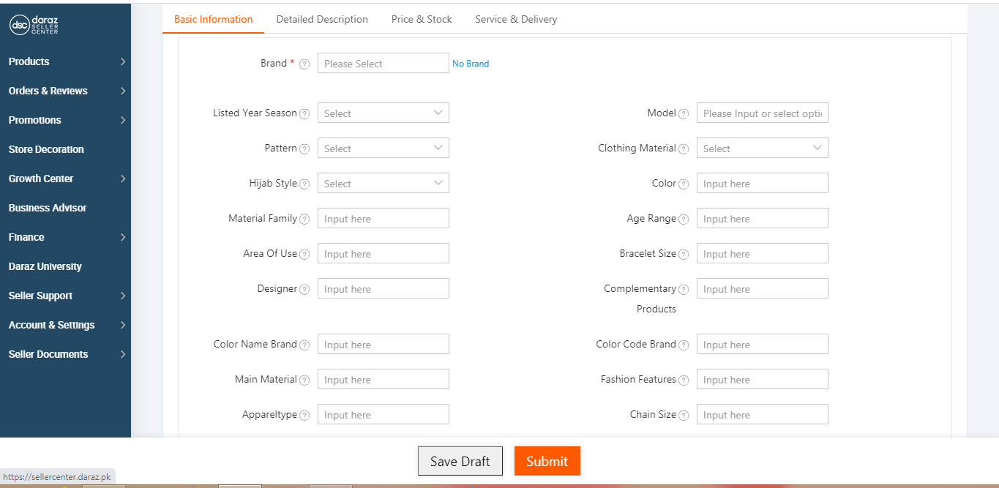 dsc daraz
SELLER
CENTER
Products
Orders & Reviews
Promotions
Store Decoration
Growth Center
Business Advisor
Finance
Daraz University
Seller Support
Account & Settings
Seller Documents
Basic Information Detailed Description Price & Stock Service & Delivery
Brand * ? Please Select No Brand
Listed Year Season ? Select Model ? Please Input or select optic
Pattern ? Select Clothing Material ? Select
Hijab Style ? Select Color ? Input here
Material Family ? Input here Age Range ? Input here
Area Of Use ? Input here Bracelet Size ? Input here
Designer ? Input here Complementary ? Input here
Products
Color Name Brand ? Input here Color Code Brand ? Input here
Main Material ? Input here Fashion Features ? Input here
Appareltype ? Input here Chain Size ? Input here
Save Draft Submit
https://sellercenter.daraz.pk